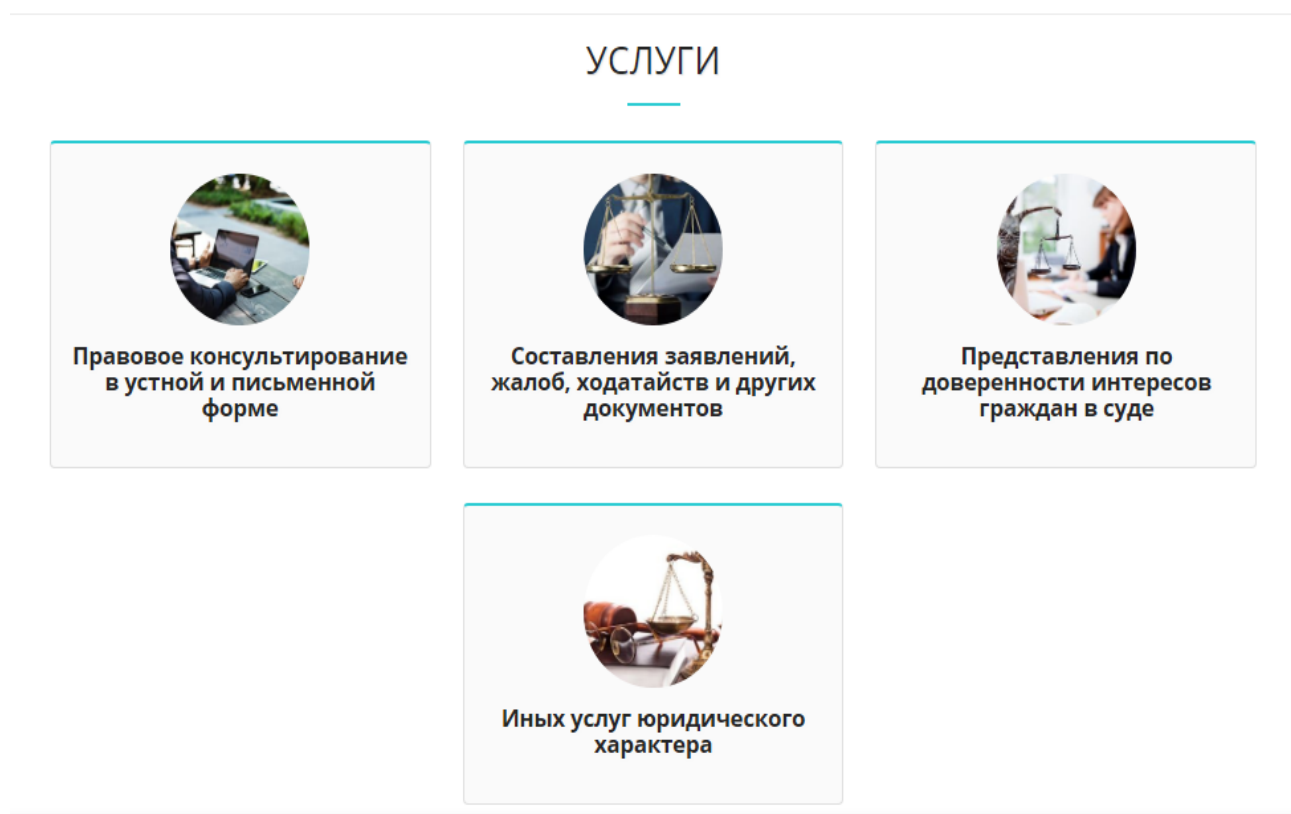 УСЛУГИ
Правовое консультирование
в устной и письменной
форме
Составления заявлений,
жалоб, ходатайств и других
документов
Представления по
доверенности интересов
граждан в суде
Иных услуг юридического
характера